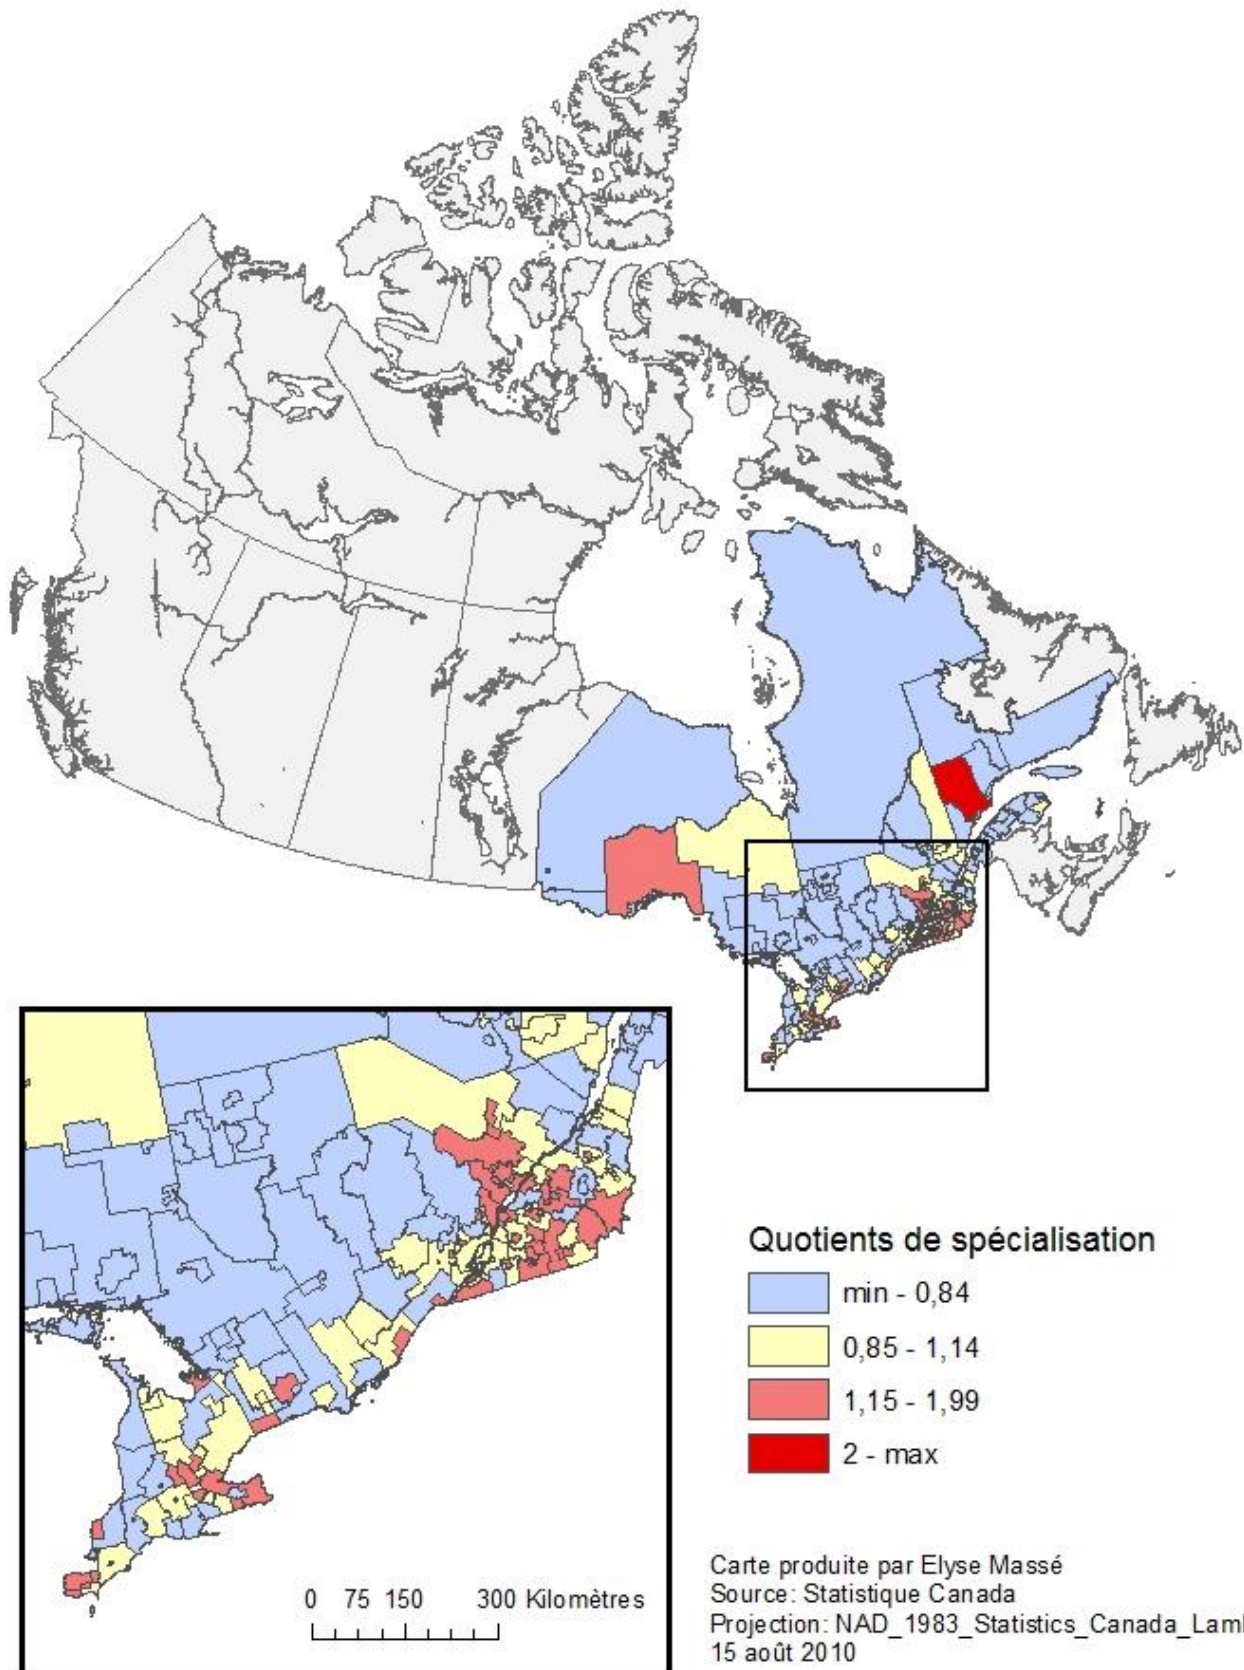 Quotients de spécialisation
min - 0,84
0,85 - 1,14
1,15 - 1,99
2 - max
0 75 150 300 Kilomètres
Carte produite par Elyse Massé
Source: Statistique Canada
Projection: NAD_1983_Statistics_Canada_Lam
15 août 2010